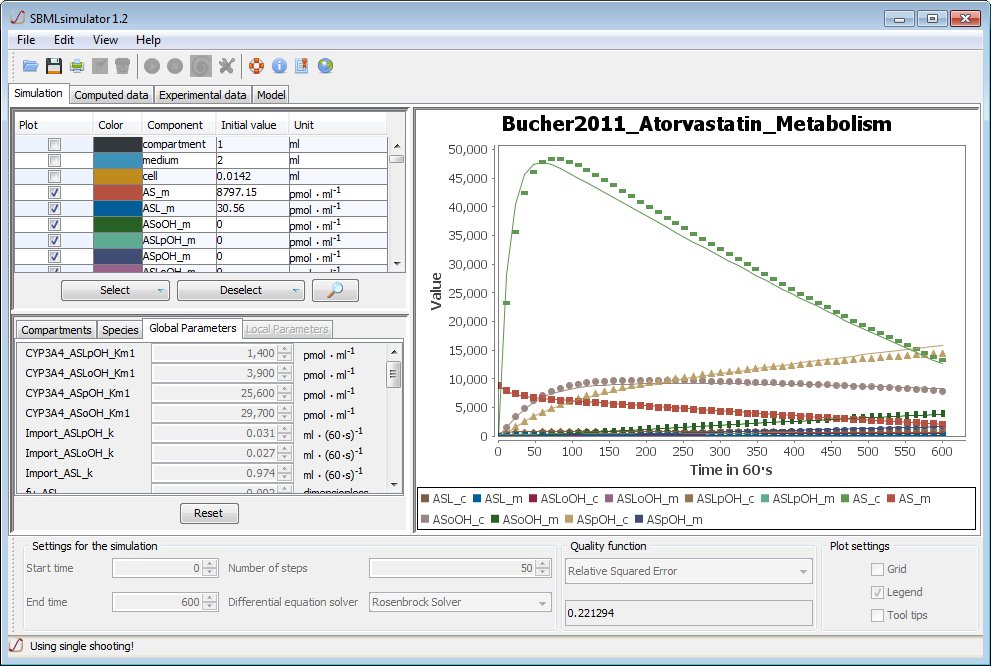 SBMLsimulator 1.2
File Edit View Help
Simulation Computed data Experimental data Model
Plot Color Component Initial value Unit
compartment 1 ml
medium 2 ml
cell 0.0142 ml
AS_m 8797.15 pmol · ml⁻¹
ASL_m 30.56 pmol · ml⁻¹
ASoOH_m 0 pmol · ml⁻¹
ASLpOH_m 0 pmol · ml⁻¹
ASpOH_m 0 pmol · ml⁻¹
ASLoOH_m 0 pmol · ml⁻¹
Select Deselect
Compartments Species Global Parameters Local Parameters
CYP3A4_ASLpOH_Km1 1,400 pmol · ml⁻¹
CYP3A4_ASLoOH_Km1 3,900 pmol · ml⁻¹
CYP3A4_ASpOH_Km1 25,600 pmol · ml⁻¹
CYP3A4_ASoOH_Km1 29,700 pmol · ml⁻¹
Import_ASLpOH_k 0.031 ml · (60·s)⁻¹
Import_ASLoOH_k 0.027 ml · (60·s)⁻¹
Import_ASL_k 0.974 ml · (60·s)⁻¹
dimensionless
Reset
Bucher2011_Atorvastatin_Metabolism
Value
50,000
45,000
40,000
35,000
30,000
25,000
20,000
15,000
10,000
5,000
0
0 50 100 150 200 250 300 350 400 450 500 550 600
Time in 60·s
ASL_c ASL_m ASLoOH_c ASLoOH_m ASLpOH_c ASLpOH_m AS_c AS_m
ASoOH_c ASoOH_m ASpOH_c ASpOH_m
Settings for the simulation
Start time 0 Number of steps 50
End time 600 Differential equation solver Rosenbrock Solver
Quality function
Relative Squared Error
0.221294
Plot settings
Grid
Legend
Tool tips
Using single shooting!